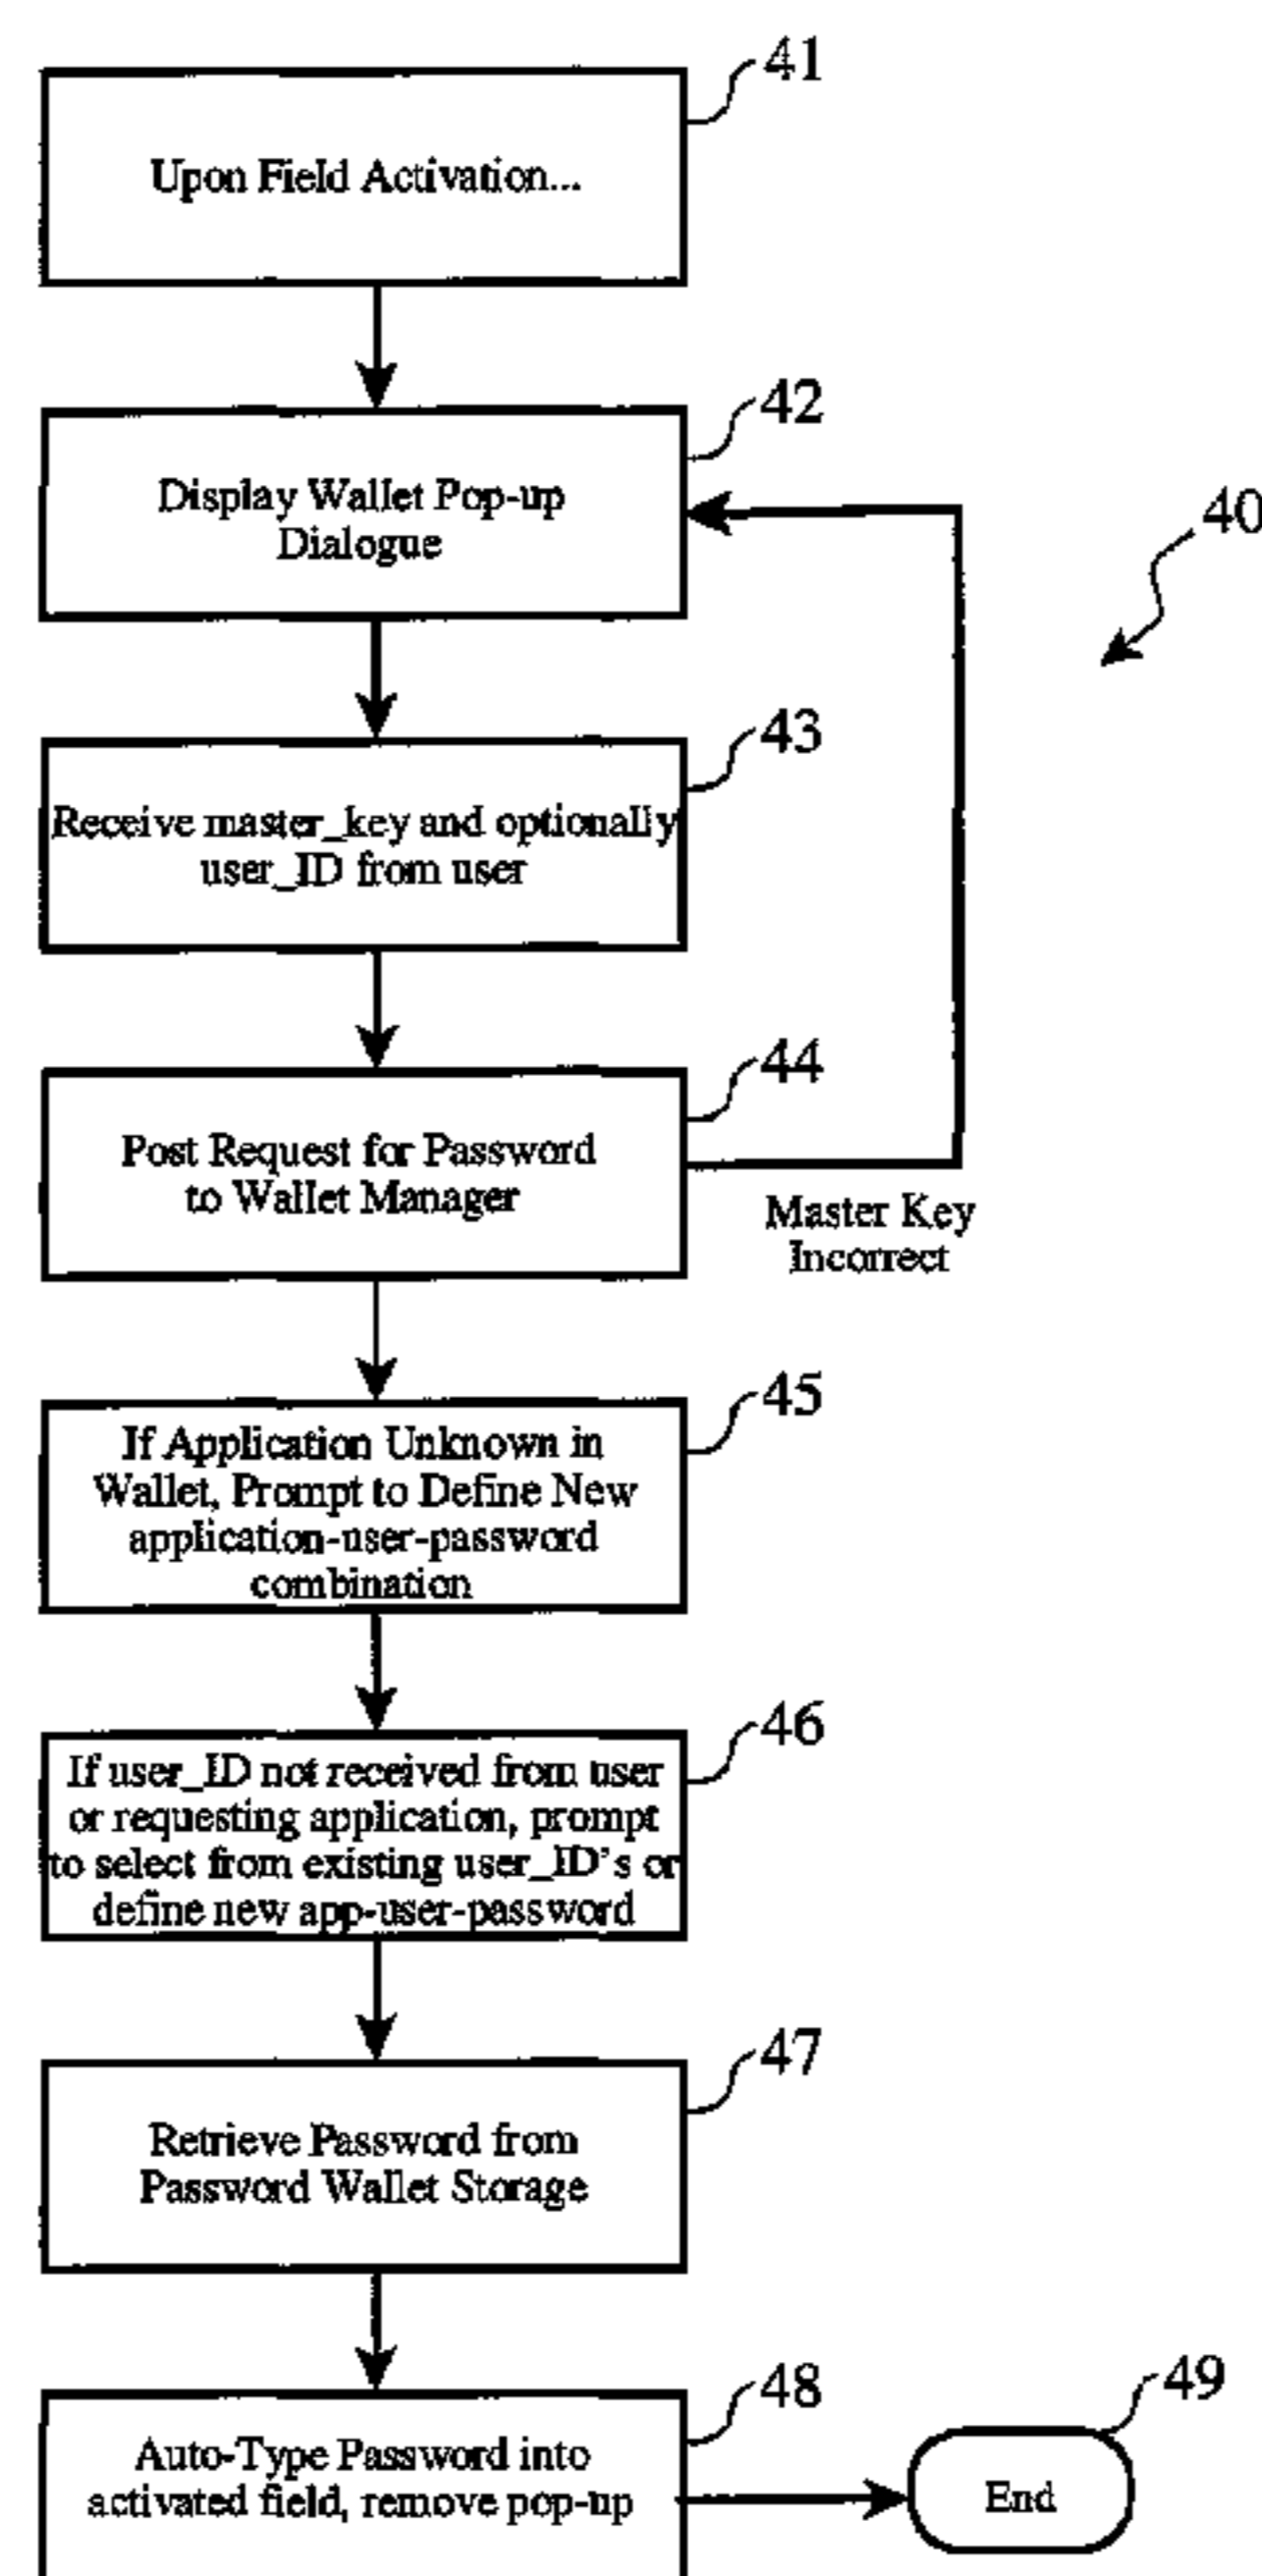 41
Upon Field Activation...
42
Display Wallet Pop-up
Dialogue
40
43
Receive master_key and optionally
user_ID from user
44
Post Request for Password
to Wallet Manager
Master Key
Incorrect
45
If Application Unknown in
Wallet, Prompt to Define New
application-user-password
combination
46
If user_ID not received from user
or requesting application, prompt
to select from existing user_ID's or
define new app-user-password
47
Retrieve Password from
Password Wallet Storage
48
Auto-Type Password into
activated field, remove pop-up
49
End